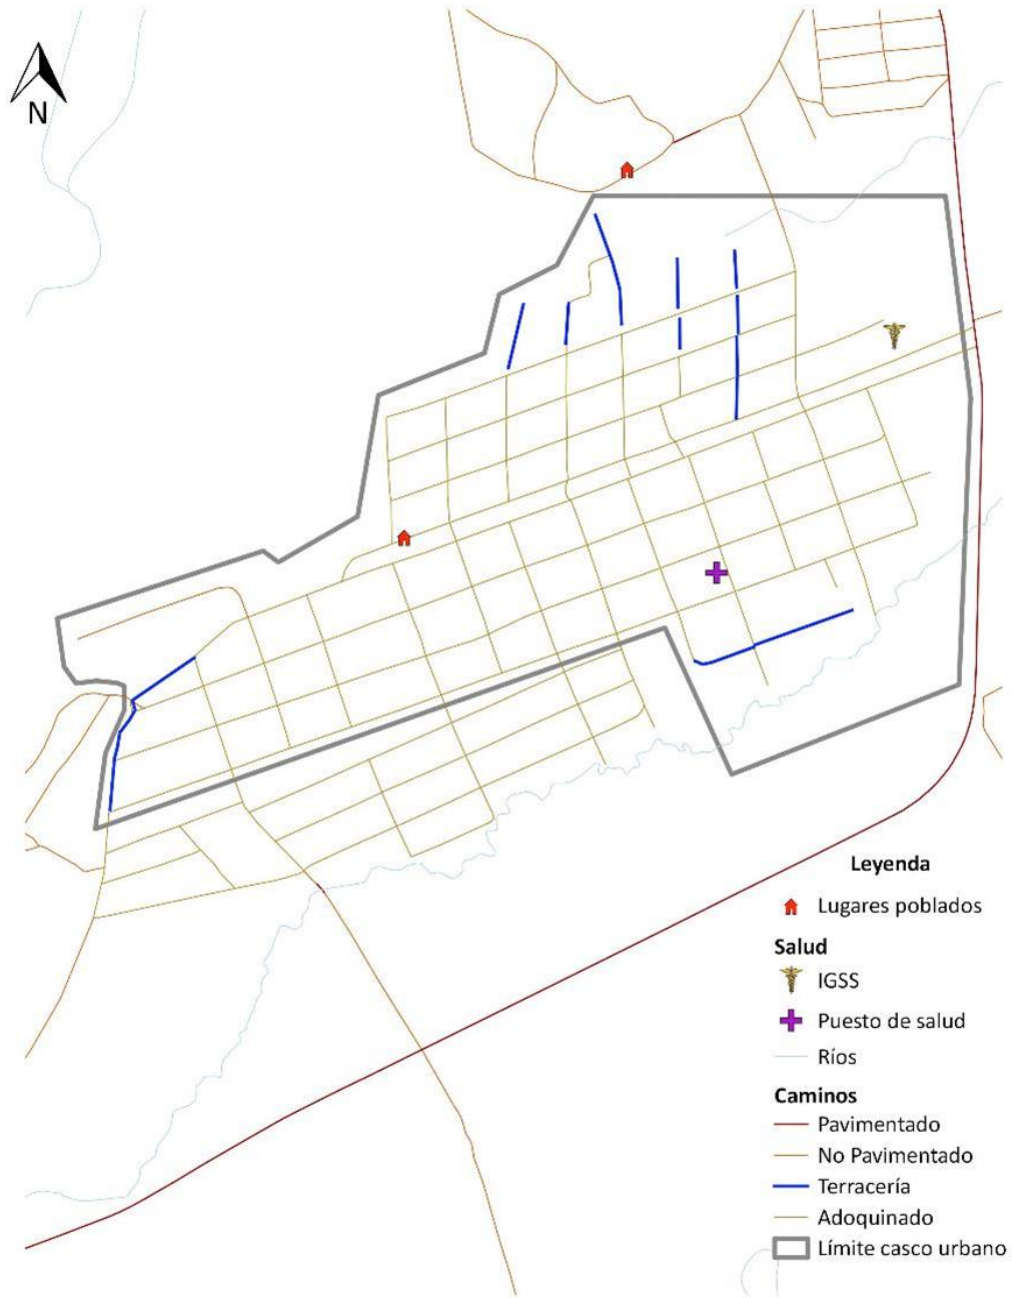 N
Leyenda
Lugares poblados
Salud
IGSS
Puesto de salud
Ríos
Caminos
Pavimentado
No Pavimentado
Terracería
Adoquinado
Límite casco urbano